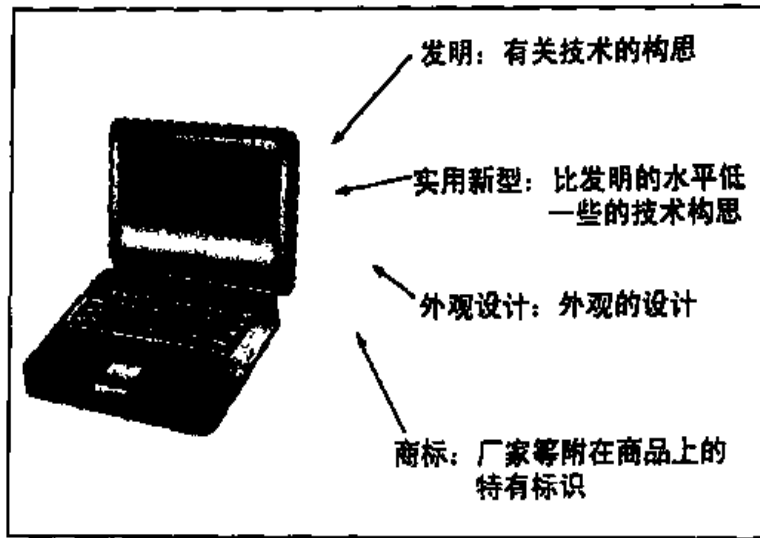 发明：有关技术的构思
实用新型：比发明的水平低
一些的技术构思
外观设计：外观的设计
商标：厂家等附在商品上的
特有标识